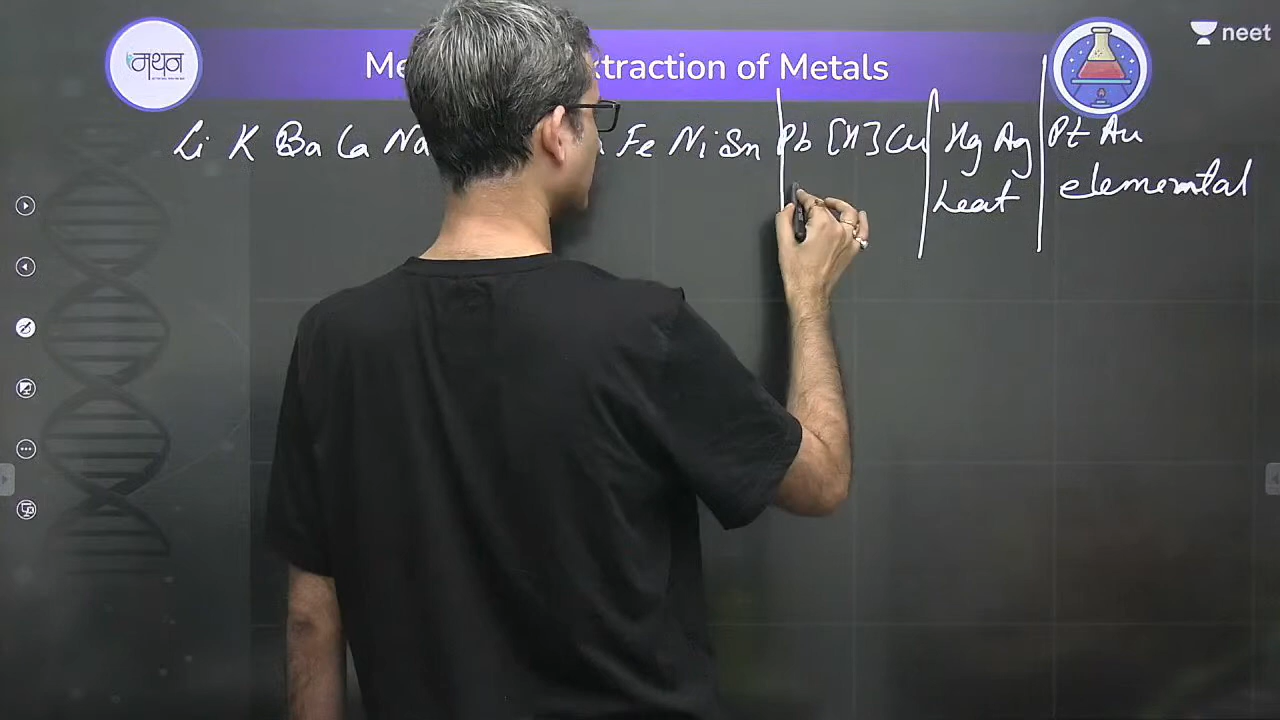 मंथन
neet
Me xtraction of Metals
Li K Ba Ca Na Fe Ni Sn Pb [H] Cu Hg Ag Pt Au
heat elemental